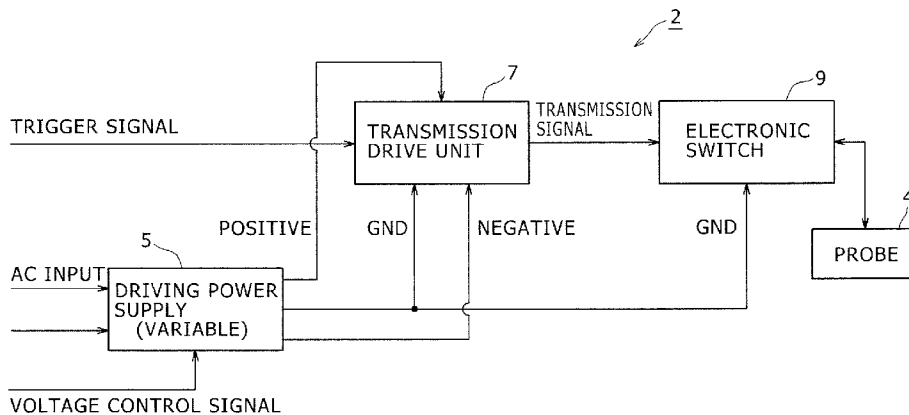 2
7
9
TRIGGER SIGNAL
TRANSMISSION
DRIVE UNIT
TRANSMISSION
SIGNAL
ELECTRONIC
SWITCH
POSITIVE
GND
NEGATIVE
GND
4
PROBE
5
AC INPUT
DRIVING POWER
SUPPLY
(VARIABLE)
VOLTAGE CONTROL SIGNAL